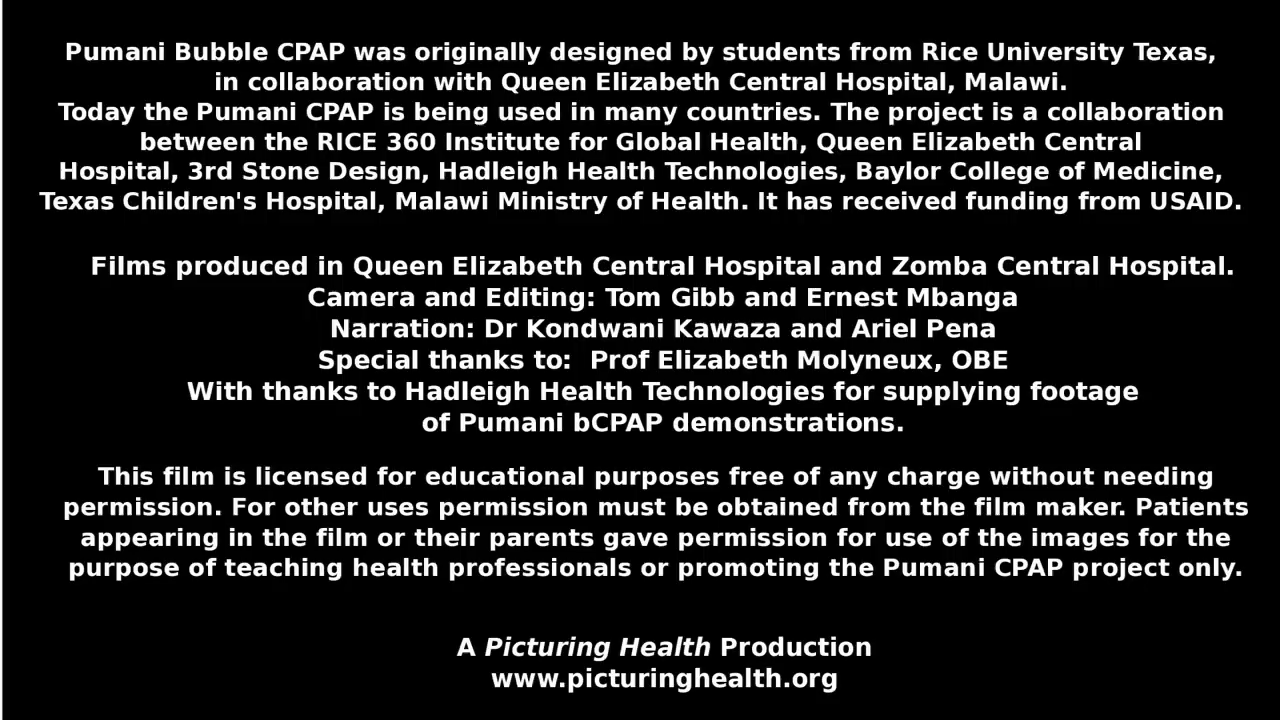 Pumani Bubble CPAP was originally designed by students from Rice University Texas,
in collaboration with Queen Elizabeth Central Hospital, Malawi.
Today the Pumani CPAP is being used in many countries. The project is a collaboration
between the RICE 360 Institute for Global Health, Queen Elizabeth Central
Hospital, 3rd Stone Design, Hadleigh Health Technologies, Baylor College of Medicine,
Texas Children's Hospital, Malawi Ministry of Health. It has received funding from USAID.
Films produced in Queen Elizabeth Central Hospital and Zomba Central Hospital.
Camera and Editing: Tom Gibb and Ernest Mbanga
Narration: Dr Kondwani Kawaza and Ariel Pena
Special thanks to:  Prof Elizabeth Molyneux, OBE
With thanks to Hadleigh Health Technologies for supplying footage
of Pumani bCPAP demonstrations.
This film is licensed for educational purposes free of any charge without needing
permission. For other uses permission must be obtained from the film maker. Patients
appearing in the film or their parents gave permission for use of the images for the
purpose of teaching health professionals or promoting the Pumani CPAP project only.
A Picturing Health Production
www.picturinghealth.org